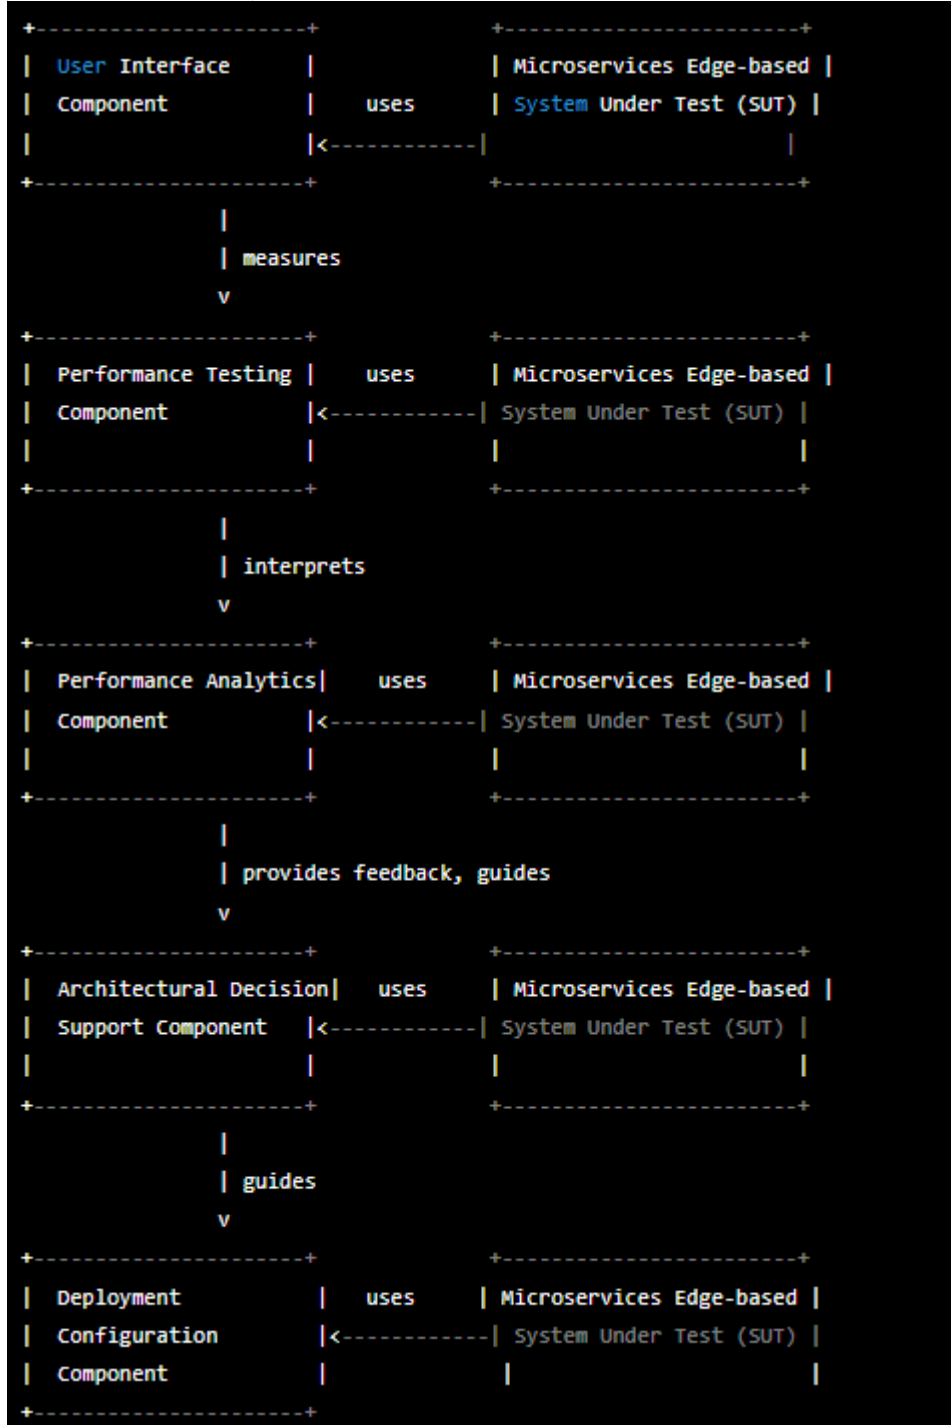 +----------------------+ +------------------------+
| User Interface | | Microservices Edge-based |
| Component | uses | System Under Test (SUT) |
| |<------------| |
+----------------------+ +------------------------+
|
| measures
v
+----------------------+ +------------------------+
| Performance Testing | uses | Microservices Edge-based |
| Component |<------------| System Under Test (SUT) |
| | | |
+----------------------+ +------------------------+
|
| interprets
v
+----------------------+ +------------------------+
| Performance Analytics| uses | Microservices Edge-based |
| Component |<------------| System Under Test (SUT) |
| | | |
+----------------------+ +------------------------+
|
| provides feedback, guides
v
+----------------------+ +------------------------+
| Architectural Decision| uses | Microservices Edge-based |
| Support Component |<------------| System Under Test (SUT) |
| | | |
+----------------------+ +------------------------+
|
| guides
v
+----------------------+ +------------------------+
| Deployment | uses | Microservices Edge-based |
| Configuration |<------------| System Under Test (SUT) |
| Component | | |
+----------------------+